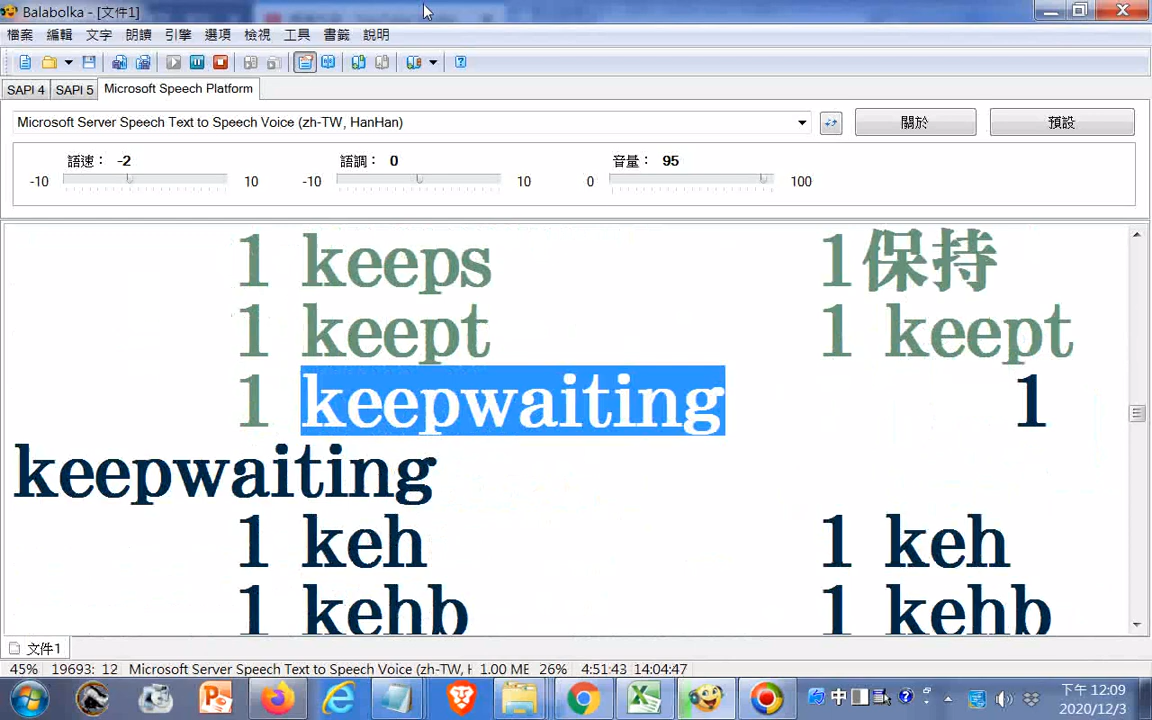 Balabolka - [文件1]
檔案 編輯 文字 朗讀 引擎 選項 檢視 工具 書籤 說明
SAPI 4 SAPI 5 Microsoft Speech Platform
Microsoft Server Speech Text to Speech Voice (zh-TW, HanHan) 關於 預設
語速： -2 語調： 0 音量： 95
-10 10 -10 10 0 100
1 keeps 1保持
1 kept 1 kept
1 keepwaiting 1
keepwaiting
1 keh 1 keh
1 kehb 1 kehb
文件1
45% 19693: 12 Microsoft Server Speech Text to Speech Voice (zh-TW, H 1.00 ME 26% 4:51:43 14:04:47
中 下午 12:09
2020/12/3